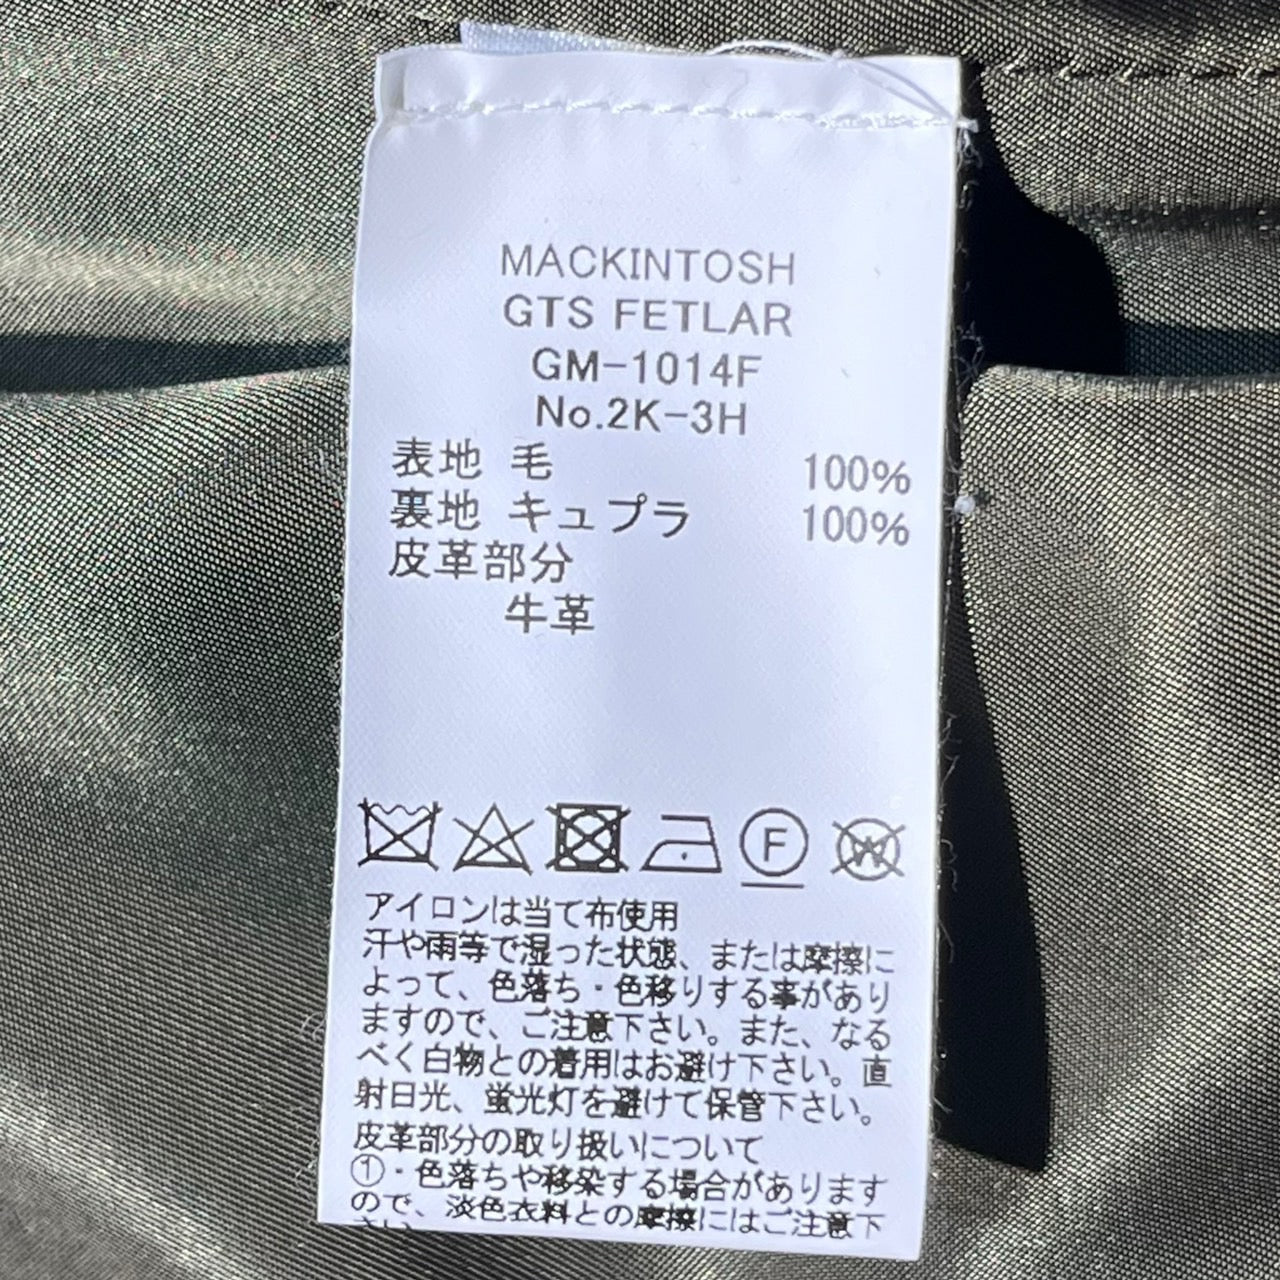 MACKINTOSH
GTS FETLAR
GM-1014F
No.2K-3H
表地 毛 100%
裏地 キュプラ 100%
皮革部分
牛革
F W
アイロンは当て布使用
汗や雨等で湿った状態、または摩擦に
よって、色落ち・色移りする事があり
ますので、ご注意下さい。また、なる
べく白物との着用はお避け下さい。直
射日光、蛍光灯を避けて保管下さい。
皮革部分の取り扱いについて
①・色落ちや移染する場合があります
ので、淡色衣料との摩擦にはご注意下